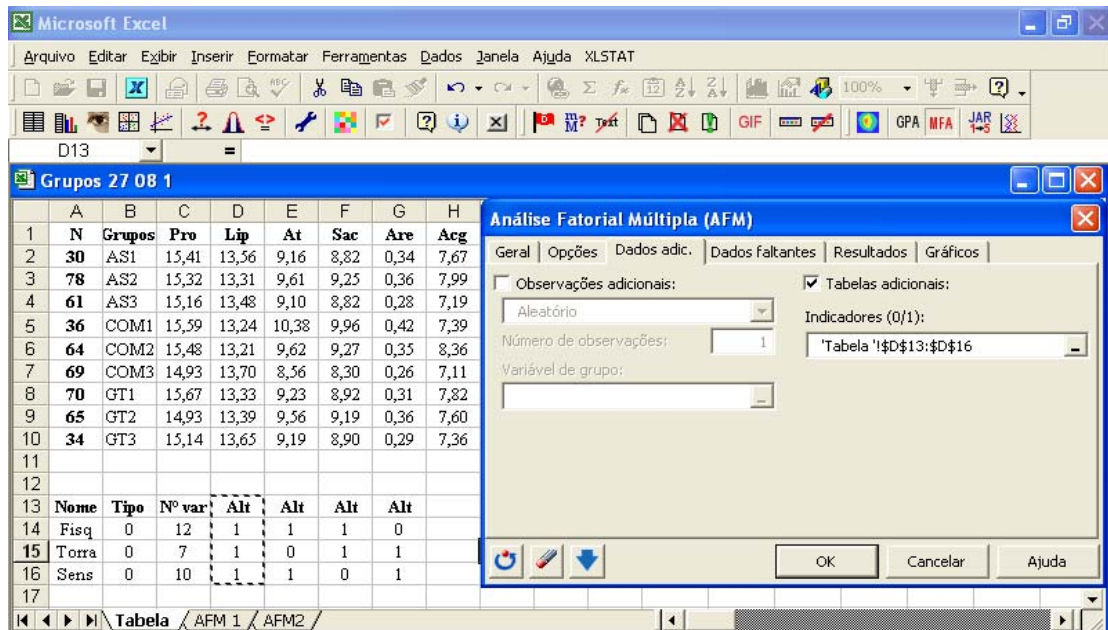 Microsoft Excel
Arquivo Editar Exibir Inserir Formatar Ferramentas Dados Janela Ajuda XLSTAT
100%
GIF GPA MFA JAR 1→5
D13 =
Grupos 27 08 1
A B C D E F G H
1 N Grupos Pro Lip At Sac Are Acg
2 30 AS1 15,41 13,56 9,16 8,82 0,34 7,67
3 78 AS2 15,32 13,31 9,61 9,25 0,36 7,99
4 61 AS3 15,16 13,48 9,10 8,82 0,28 7,19
5 36 COM1 15,59 13,24 10,38 9,96 0,42 7,39
6 64 COM2 15,48 13,21 9,62 9,27 0,35 8,36
7 69 COM3 14,93 13,70 8,56 8,30 0,26 7,11
8 70 GT1 15,67 13,33 9,23 8,92 0,31 7,82
9 65 GT2 14,93 13,39 9,56 9,19 0,36 7,60
10 34 GT3 15,14 13,65 9,19 8,90 0,29 7,36
11
12
13 Nome Tipo Nº var Alt Alt Alt Alt
14 Fisq 0 12 1 1 1 0
15 Torra 0 7 1 0 1 1
16 Sens 0 10 1 1 0 1
17
Tabela / AFM 1 / AFM2 /
Análise Fatorial Múltipla (AFM)
Geral Opções Dados adic. Dados faltantes Resultados Gráficos
Observações adicionais:
Aleatório
Número de observações: 1
Variável de grupo:
Tabelas adicionais:
Indicadores (0/1):
'Tabela '!$D$13:$D$16
OK Cancelar Ajuda